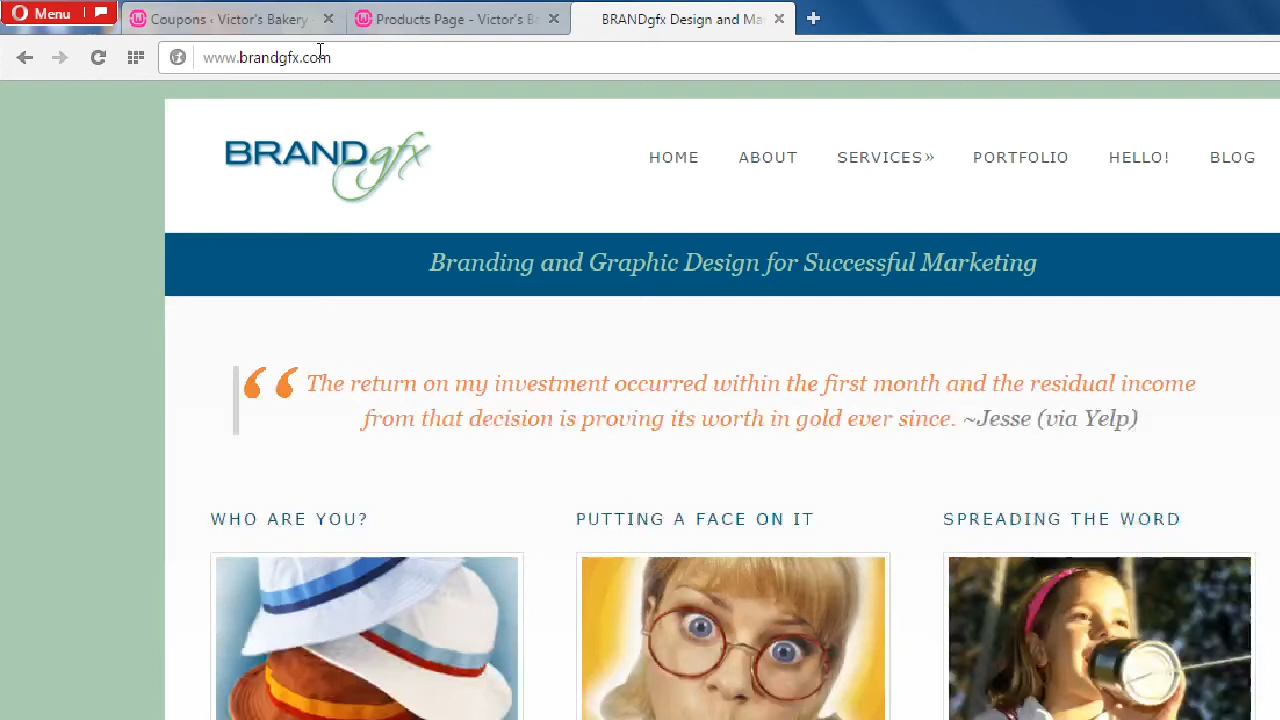 Menu
Coupons ‹ Victor's Bakery
Products Page - Victor's Ba
BRANDgfx Design and Ma
www.brandgfx.com
BRANDgfx
HOME ABOUT SERVICES» PORTFOLIO HELLO! BLOG
Branding and Graphic Design for Successful Marketing
“ The return on my investment occurred within the first month and the residual income
from that decision is proving its worth in gold ever since. ~Jesse (via Yelp)
WHO ARE YOU?
PUTTING A FACE ON IT
SPREADING THE WORD